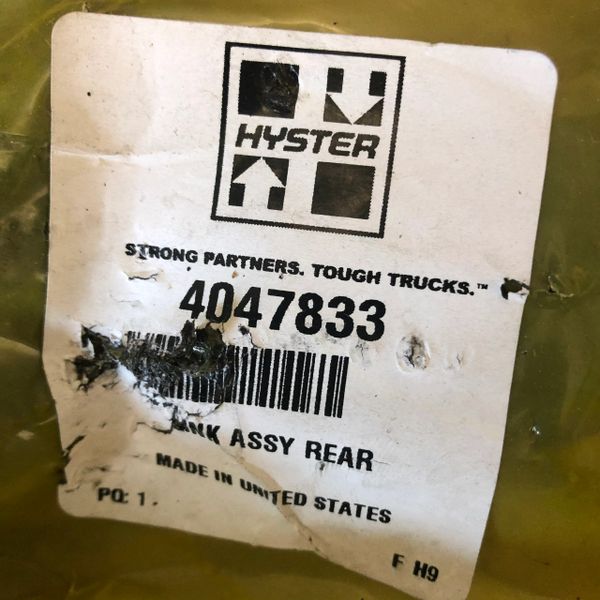 HYSTER
STRONG PARTNERS. TOUGH TRUCKS.™
4047833
ASSY REAR
MADE IN UNITED STATES
PQ: 1
F H9